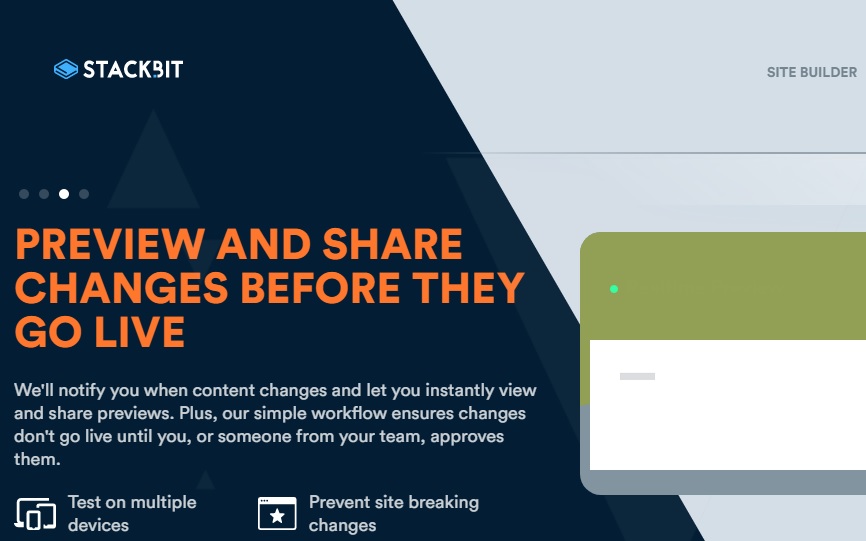 STACKBIT
SITE BUILDER
PREVIEW AND SHARE
CHANGES BEFORE THEY
GO LIVE
We'll notify you when content changes and let you instantly view
and share previews. Plus, our simple workflow ensures changes
don't go live until you, or someone from your team, approves
them.
Test on multiple
devices
Prevent site breaking
changes